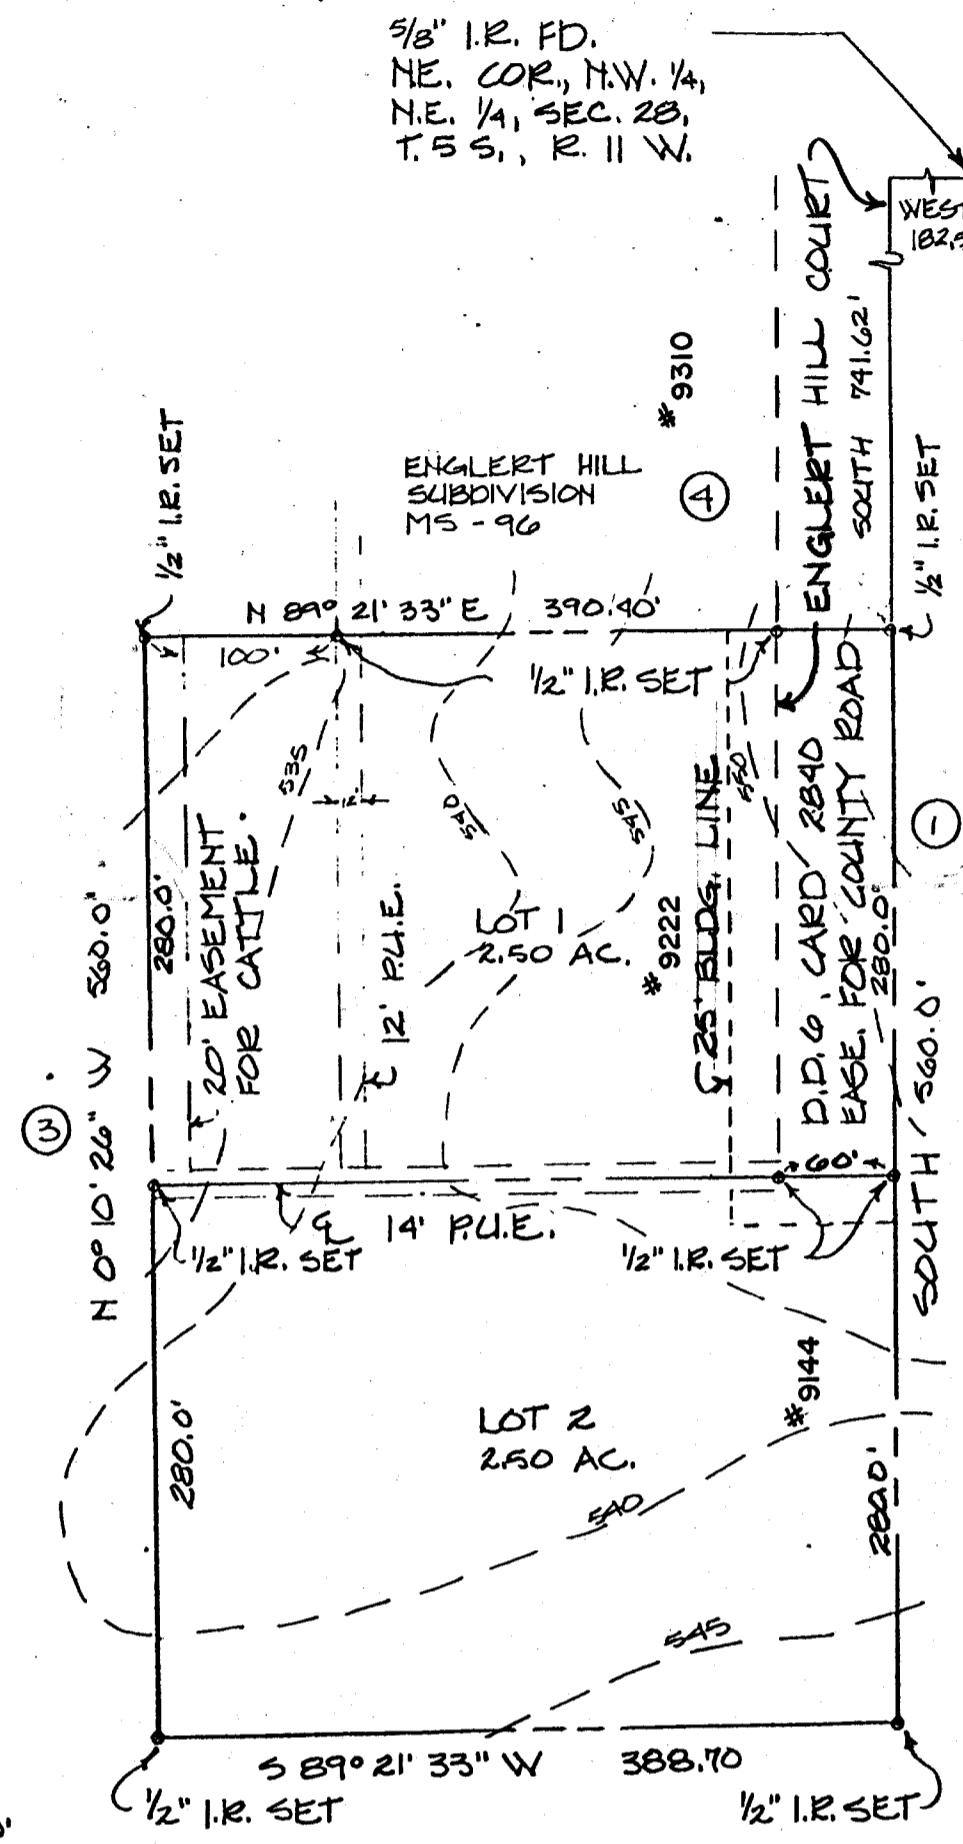 5/8" I.R. FD.
NE. COR., N.W. 1/4,
N.E. 1/4, SEC. 28,
T. 5 S., R. 11 W.
WEST
182.5
ENGLERT HILL COURT
SOUTH 741.62'
#9310
4
ENGLERT HILL
SUBDIVISION
MS-96
1/2" I.R. SET
1/2" I.R. SET
N 89° 21' 33" E 390.40'
100'
1/2" I.R. SET
535
12'
540
545
550
20' EASEMENT
FOR CATTLE.
12' P.U.E.
LOT 1
2.50 AC.
#9222
25' BLDG. LINE
D.D.6, CARD 2840
EASE. FOR COUNTY ROAD
280.0'
280.0'
1
3
N 0° 10' 26" W 560.0'
SOUTH 560.0'
60'
14' P.U.E.
1/2" I.R. SET
1/2" I.R. SET
#9144
LOT 2
2.50 AC.
280.0'
280.0'
540
545
S 89° 21' 33" W 388.70
1/2" I.R. SET
1/2" I.R. SET